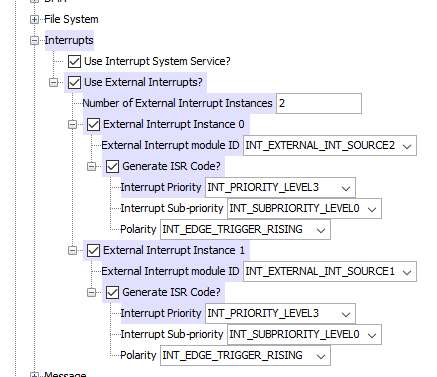 File System
Interrupts
Use Interrupt System Service?
Use External Interrupts?
Number of External Interrupt Instances 2
External Interrupt Instance 0
External Interrupt module ID INT_EXTERNAL_INT_SOURCE2
Generate ISR Code?
Interrupt Priority INT_PRIORITY_LEVEL3
Interrupt Sub-priority INT_SUBPRIORITY_LEVEL0
Polarity INT_EDGE_TRIGGER_RISING
External Interrupt Instance 1
External Interrupt module ID INT_EXTERNAL_INT_SOURCE1
Generate ISR Code?
Interrupt Priority INT_PRIORITY_LEVEL3
Interrupt Sub-priority INT_SUBPRIORITY_LEVEL0
Polarity INT_EDGE_TRIGGER_RISING
Message